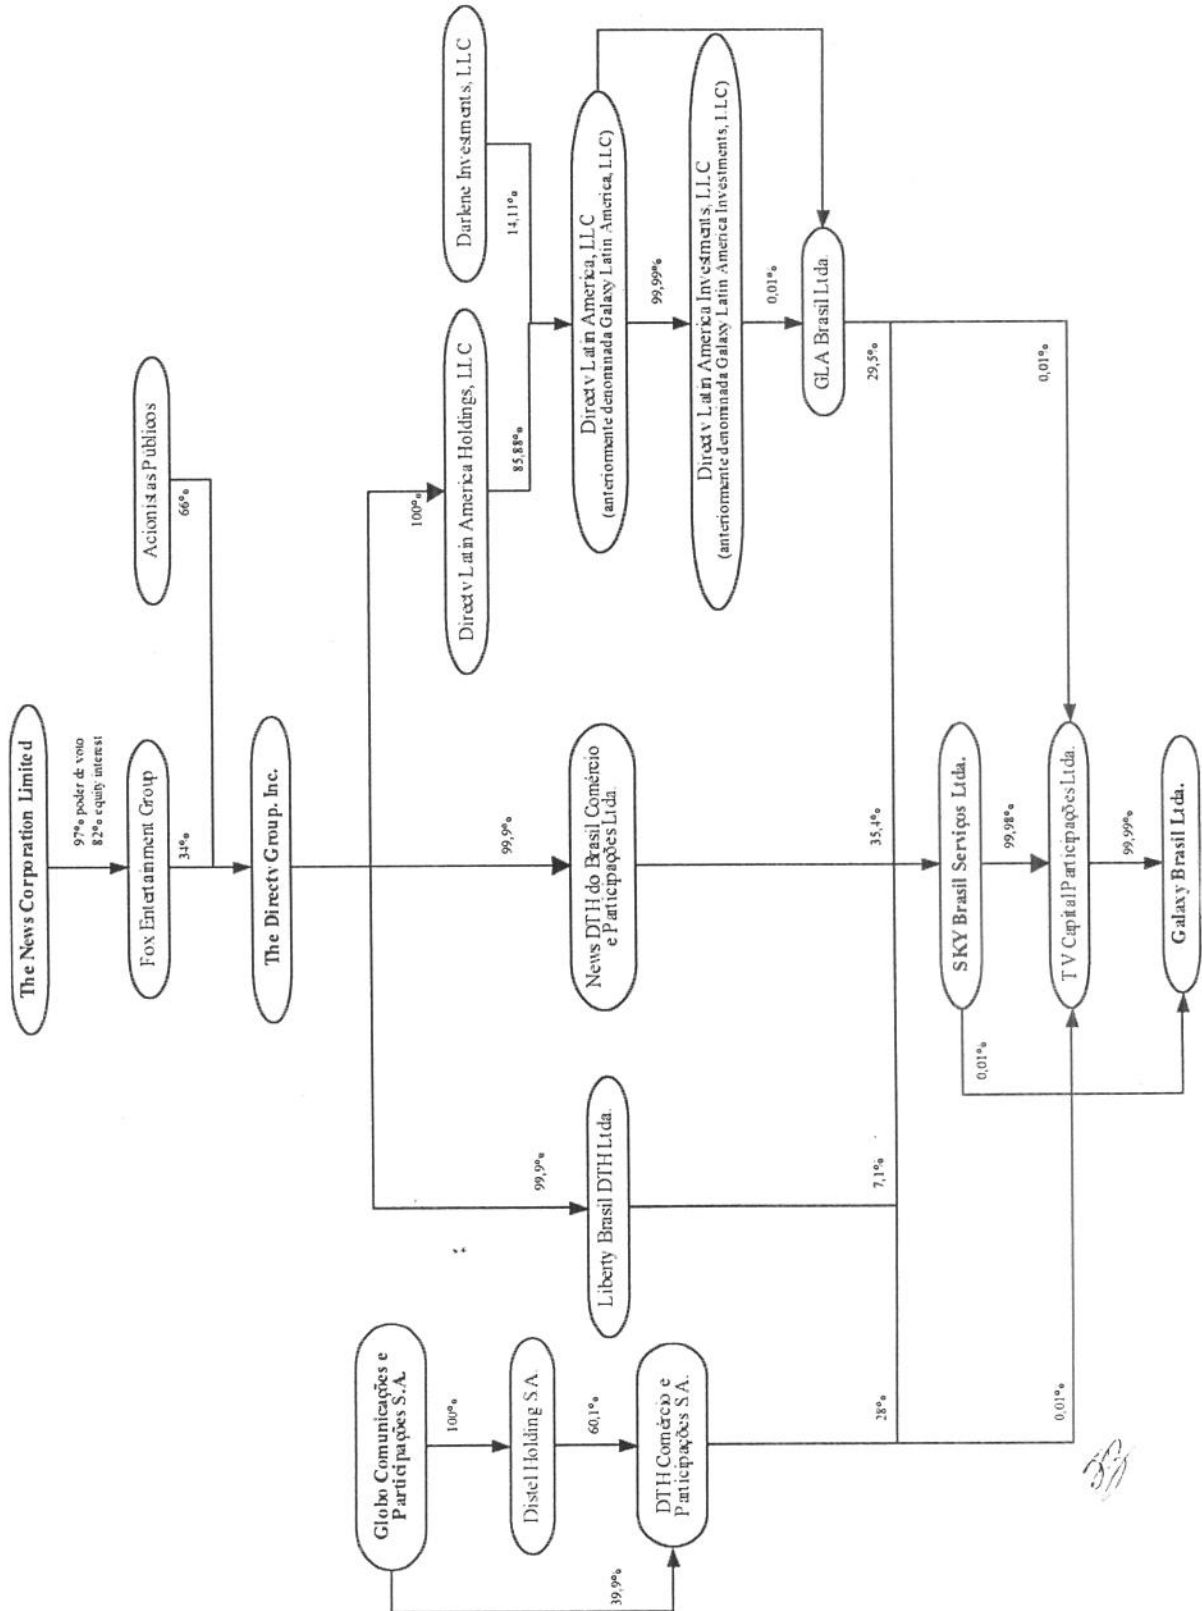 The News Corporation Limited
97% poder de voto
82% equity interest
Fox Entertainment Group
Acionistas Públicos
34%
66%
The Directv Group. Inc.
Globo Comunicações e
Participações S.A.
100%
Distel Holding S.A.
60,1%
39,9%
DTH Comércio e
Participações S.A.
99,9%
Liberty Brasil DTH Ltda.
99,9%
News DTH do Brasil Comércio
e Participações Ltda.
100%
Directv Latin America Holdings, LLC
Darlene Investments, LLC
85,88%
14,11%
Directv Latin America, LLC
(anteriormente denominada Galaxy Latin America, LLC)
99,99%
Directv Latin America Investments, LLC
(anteriormente denominada Galaxy Latin America Investments, LLC)
0,01%
GLA Brasil Ltda.
28%
7,1%
35,4%
29,5%
SKY Brasil Serviços Ltda.
0,01%
99,98%
0,01%
0,01%
TV Capital Participações Ltda.
99,99%
Galaxy Brasil Ltda.